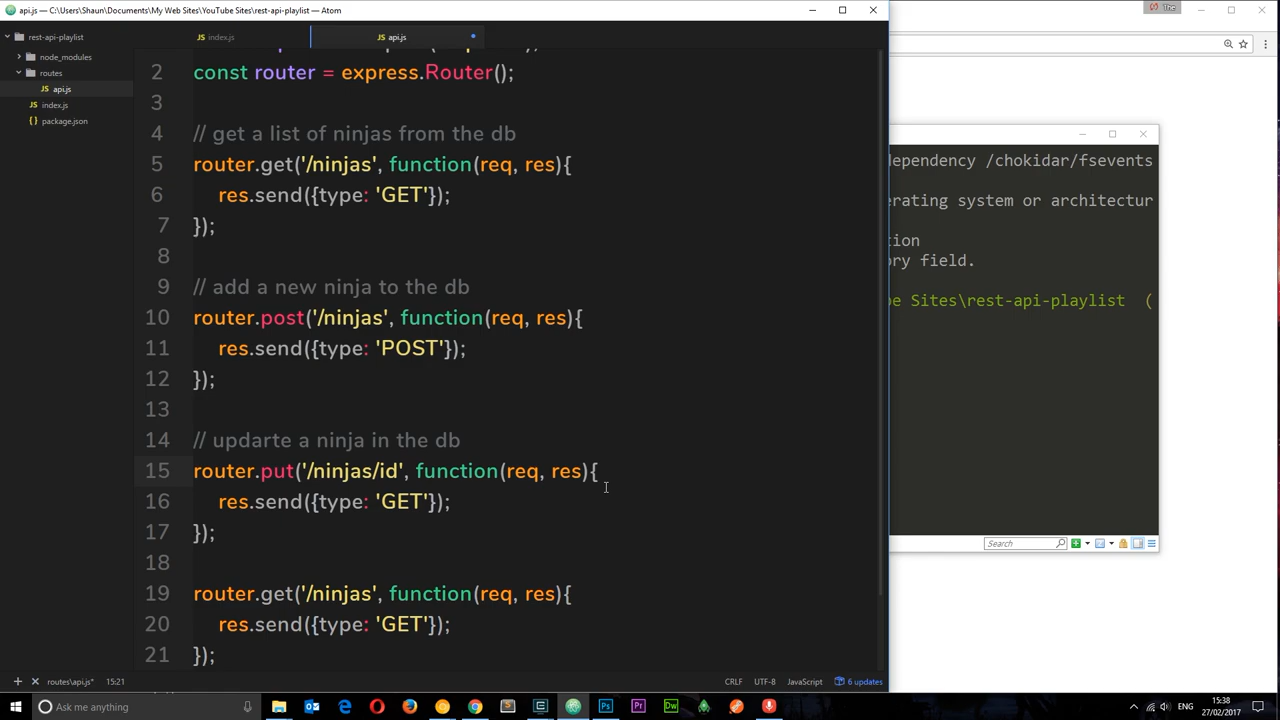 api.js — C:\Users\Shaun\Documents\My Web Sites\YouTube Sites\rest-api-playlist — Atom
The
rest-api-playlist
index.js
api.js
node_modules
routes
api.js
index.js
package.json
2 const router = express.Router();
3
4 // get a list of ninjas from the db
5 router.get('/ninjas', function(req, res){
6 res.send({type: 'GET'});
7 });
8
9 // add a new ninja to the db
10 router.post('/ninjas', function(req, res){
11 res.send({type: 'POST'});
12 });
13
14 // updarte a ninja in the db
15 router.put('/ninjas/id', function(req, res){
16 res.send({type: 'GET'});
17 });
18
19 router.get('/ninjas', function(req, res){
20 res.send({type: 'GET'});
21 });
dependency /chokidar/fsevents
erating system or architectur
tion
ory field.
be Sites\rest-api-playlist (
Search
routes\api.js* 15:21
CRLF UTF-8 JavaScript 6 updates
Ask me anything
ENG
15:38
27/02/2017